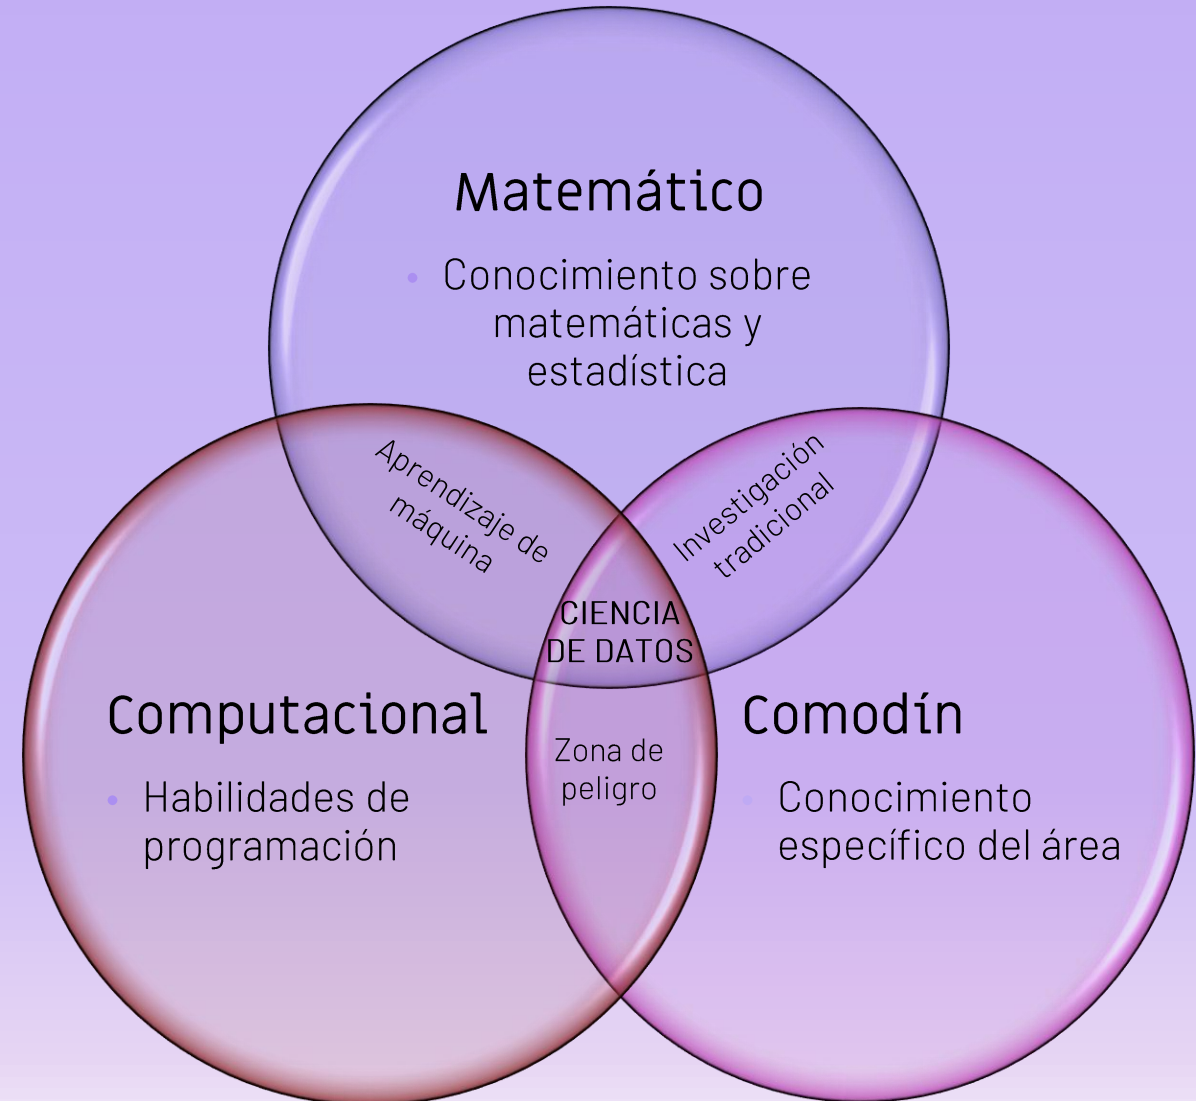 Matemático
• Conocimiento sobre
matemáticas y
estadística
Aprendizaje de
máquina
Investigación
tradicional
CIENCIA
DE DATOS
Computacional
• Habilidades de
programación
Zona de
peligro
Comodín
• Conocimiento
específico del área